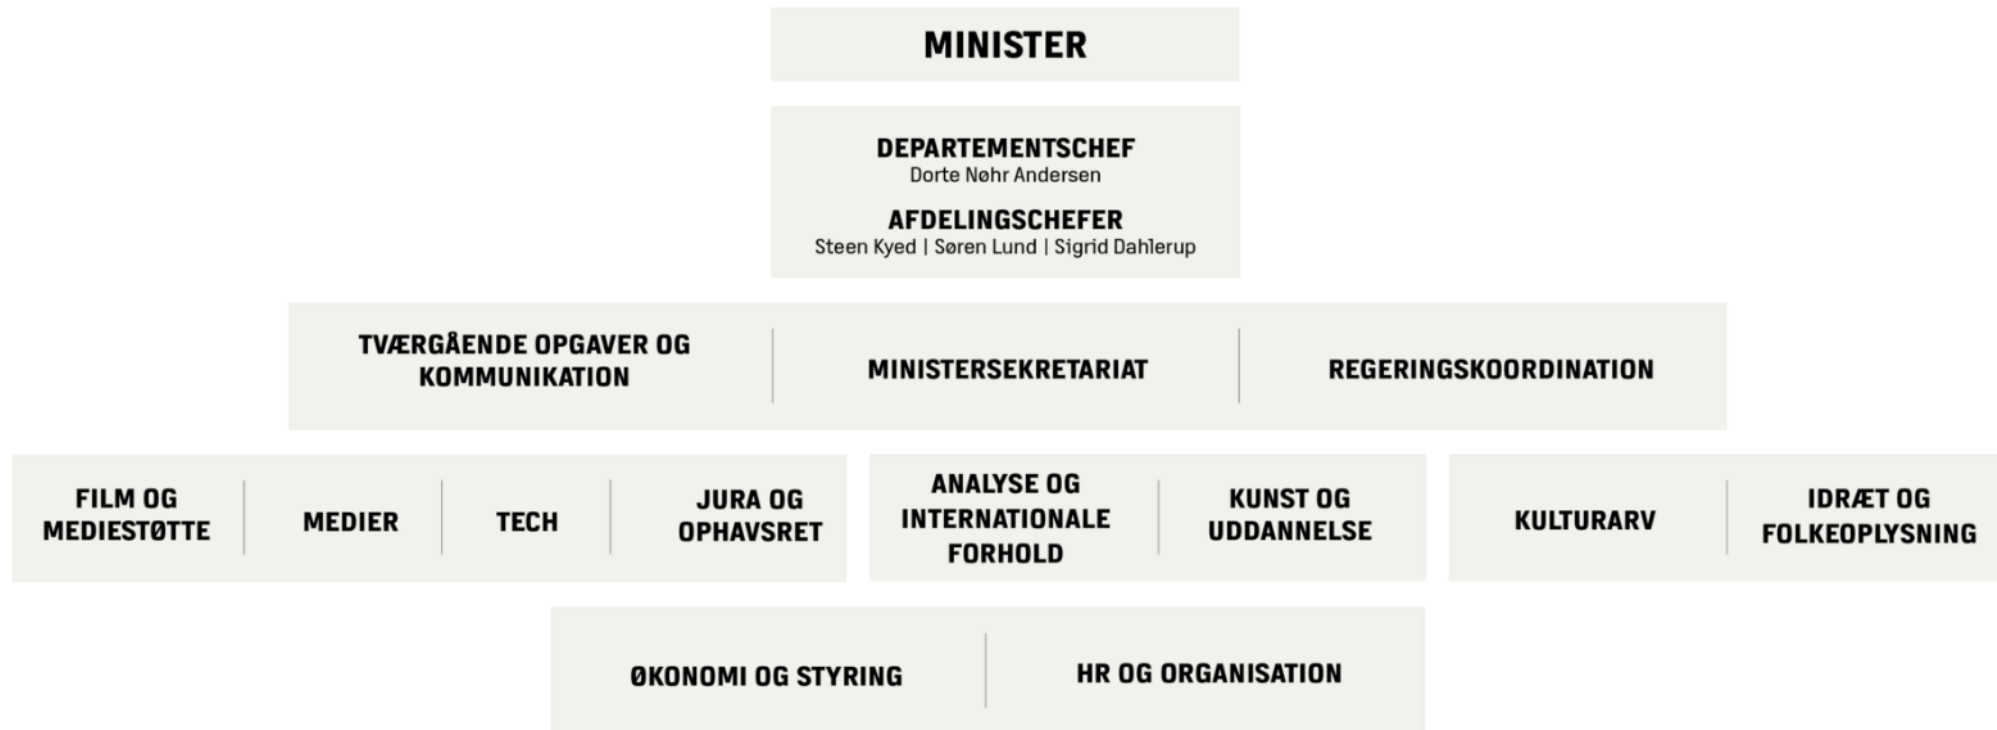 MINISTER
DEPARTEMENTSCHEF
Dorte Nøhr Andersen
AFDELINGSCHEFER
Steen Kyed | Søren Lund | Sigrid Dahlerup
TVÆRGÅENDE OPGAVER OG
KOMMUNIKATION
MINISTERSEKRETARIAT
REGERINGSKOORDINATION
FILM OG
MEDIESTØTTE
MEDIER
TECH
JURA OG
OPHAVSRET
ANALYSE OG
INTERNATIONALE
FORHOLD
KUNST OG
UDDANNELSE
KULTURARV
IDRÆT OG
FOLKEOPLYSNING
ØKONOMI OG STYRING
HR OG ORGANISATION